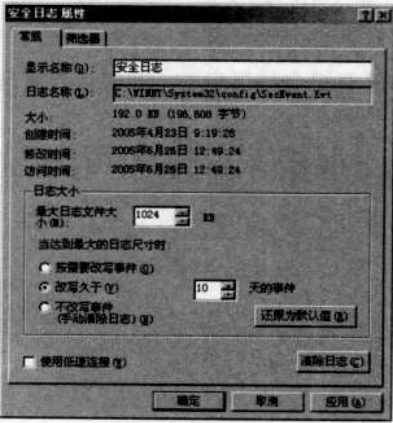 安全日志 属性
常规 筛选器
显示名称(D): 安全日志
日志名称(L): C:\WINNT\System32\config\SecEvent.Evt
大小: 192.0 KB (196,608 字节)
创建时间: 2005年4月23日 9:19:26
修改时间: 2005年6月26日 12:49:24
访问时间: 2005年6月26日 12:49:24
日志大小
最大日志文件大 1024 KB
小(M):
当达到最大的日志尺寸时:
按需要改写事件(O)
改写久于(V) 10 天的事件
不改写事件
(手动清除日志)(N) 还原为默认值(R)
使用低速连接(W) 清除日志(C)
确定 取消 应用(A)